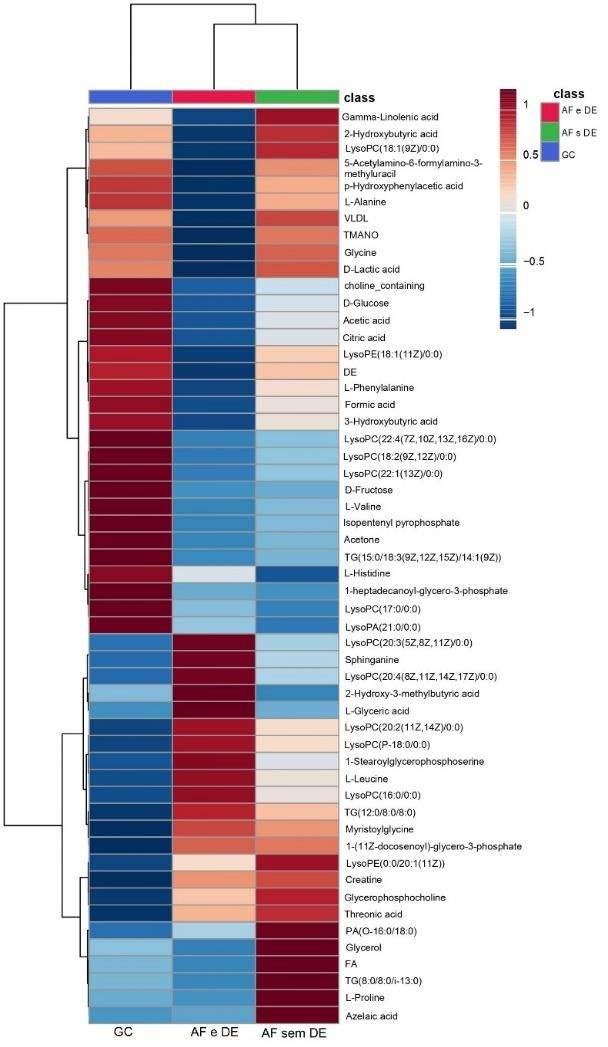 class
Gamma-Linolenic acid
2-Hydroxybutyric acid
LysoPC(18:1(9Z)/0:0)
5-Acetylamino-6-formylamino-3-
methyluracil
p-Hydroxyphenylacetic acid
L-Alanine
VLDL
TMANO
Glycine
D-Lactic acid
choline_containing
D-Glucose
Acetic acid
Citric acid
LysoPE(18:1(11Z)/0:0)
DE
L-Phenylalanine
Formic acid
3-Hydroxybutyric acid
LysoPC(22:4(7Z,10Z,13Z,16Z)/0:0)
LysoPC(18:2(9Z,12Z)/0:0)
LysoPC(22:1(13Z)/0:0)
D-Fructose
L-Valine
Isopentenyl pyrophosphate
Acetone
TG(15:0/18:3(9Z,12Z,15Z)/14:1(9Z))
L-Histidine
1-heptadecanoyl-glycero-3-phosphate
LysoPC(17:0/0:0)
LysoPA(21:0/0:0)
LysoPC(20:3(5Z,8Z,11Z)/0:0)
Sphinganine
LysoPC(20:4(8Z,11Z,14Z,17Z)/0:0)
2-Hydroxy-3-methylbutyric acid
L-Glyceric acid
LysoPC(20:2(11Z,14Z)/0:0)
LysoPC(P-18:0/0:0)
1-Stearoylglycerophosphoserine
L-Leucine
LysoPC(16:0/0:0)
TG(12:0/8:0/8:0)
Myristoylglycine
1-(11Z-docosenoyl)-glycero-3-phosphate
LysoPE(0:0/20:1(11Z))
Creatine
Glycerophosphocholine
Threonic acid
PA(O-16:0/18:0)
Glycerol
FA
TG(8:0/8:0/i-13:0)
L-Proline
Azelaic acid
GC
AF e DE
AF sem DE
1
0.5
0
−0.5
−1
class
AF e DE
AF s DE
GC